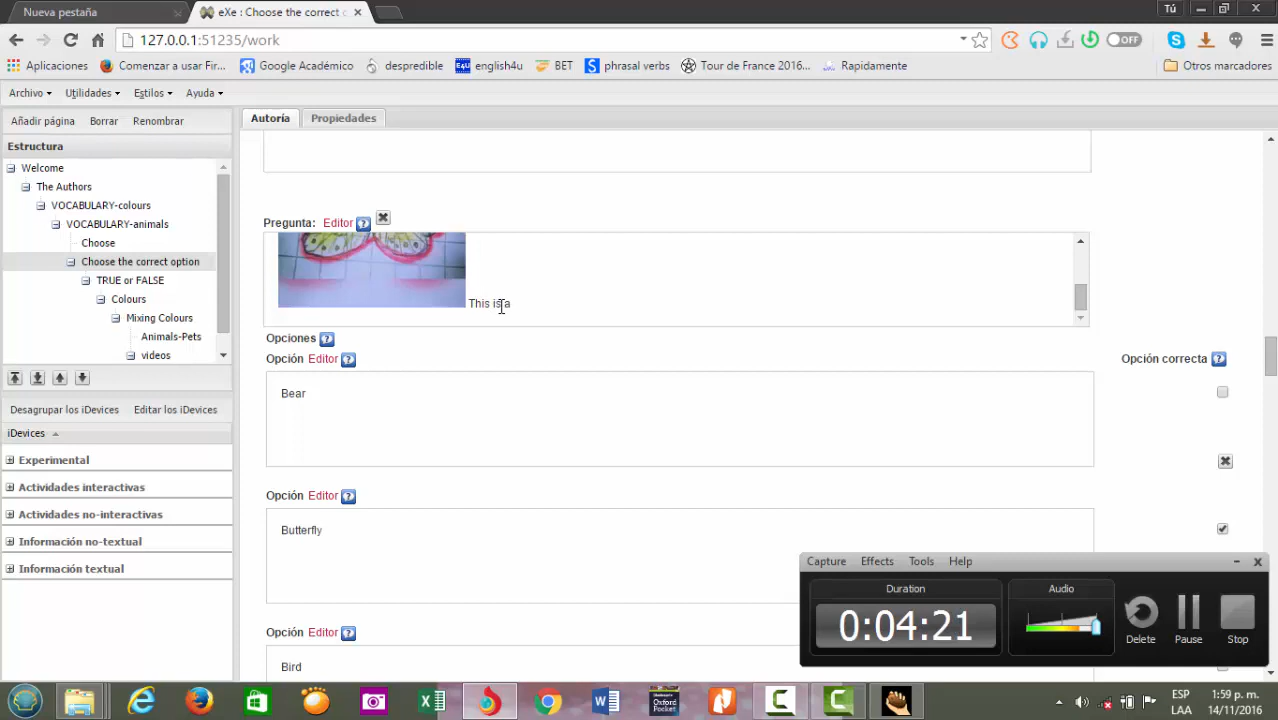 Nueva pestaña
eXe : Choose the correct c
Tú
127.0.0.1:51235/work
OFF
Aplicaciones
Comenzar a usar Fir...
Google Académico
despredible
english4u
BET
phrasal verbs
Tour de France 2016...
Rapidamente
Otros marcadores
Archivo
Utilidades
Estilos
Ayuda
Añadir página
Borrar
Renombrar
Autoría
Propiedades
Estructura
Welcome
The Authors
VOCABULARY-colours
VOCABULARY-animals
Choose
Choose the correct option
TRUE or FALSE
Colours
Mixing Colours
Animals-Pets
videos
Desagrupar los iDevices
Editar los iDevices
iDevices
Experimental
Actividades interactivas
Actividades no-interactivas
Información no-textual
Información textual
Pregunta: Editor
This is a
Opciones
Opción Editor
Opción correcta
Bear
Opción Editor
Butterfly
Opción Editor
Bird
Capture
Effects
Tools
Help
Duration
0:04:21
Audio
Delete
Pause
Stop
ESP
LAA
1:59 p. m.
14/11/2016